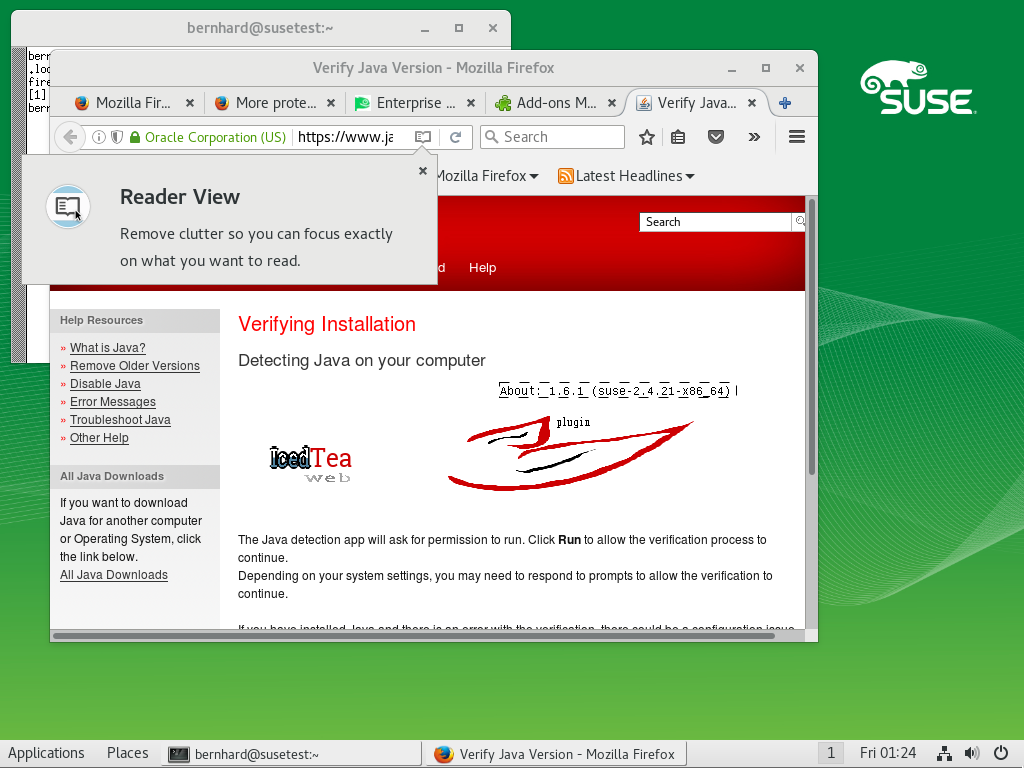 bernhard@susetest:~
bern
.loc
fire
[1]
bern
Verify Java Version - Mozilla Firefox
Mozilla Fir...
More prote...
Enterprise ...
Add-ons M...
Verify Java...
Oracle Corporation (US)
https://www.ja
Search
Mozilla Firefox
Latest Headlines
Reader View
Remove clutter so you can focus exactly
on what you want to read.
Search
d
Help
Help Resources
» What is Java?
» Remove Older Versions
» Disable Java
» Error Messages
» Troubleshoot Java
» Other Help
All Java Downloads
If you want to download
Java for another computer
or Operating System, click
the link below.
All Java Downloads
Verifying Installation
Detecting Java on your computer
About: 1.6.1 (suse-2.4.21-x86_64)
plugin
icedTea
web
The Java detection app will ask for permission to run. Click Run to allow the verification process to
continue.
Depending on your system settings, you may need to respond to prompts to allow the verification to
continue.
If you have installed Java and there is an error with the verification, there could be a configuration issue
SUSE
Applications
Places
bernhard@susetest:~
Verify Java Version - Mozilla Firefox
1
Fri 01:24